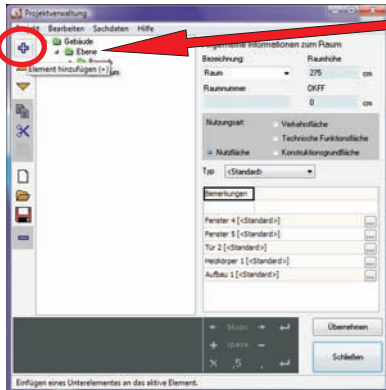 Projektverwaltung
Bearbeiten Sachdaten Hilfe
Gebäude
Ebene
Element hinzufügen (+)
Informationen zum Raum
Bezeichnung:
Raumhöhe
Raum
275
cm
Raumnummer
OKFF
0
cm
Nutzungsart:
Verkehrsfläche
Technische Funktionsfläche
Nutzfläche
Konstruktionsgrundfläche
Typ
<Standard>
Bemerkungen
Fenster 4 [<Standard>]
Fenster 5 [<Standard>]
Tür 2 [<Standard>]
Heizkörper 1 [<Standard>]
Aufbau 1 [<Standard>]
Übernehmen
space
,5
Schließen
Einfügen eines Unterelementes an das aktive Element.